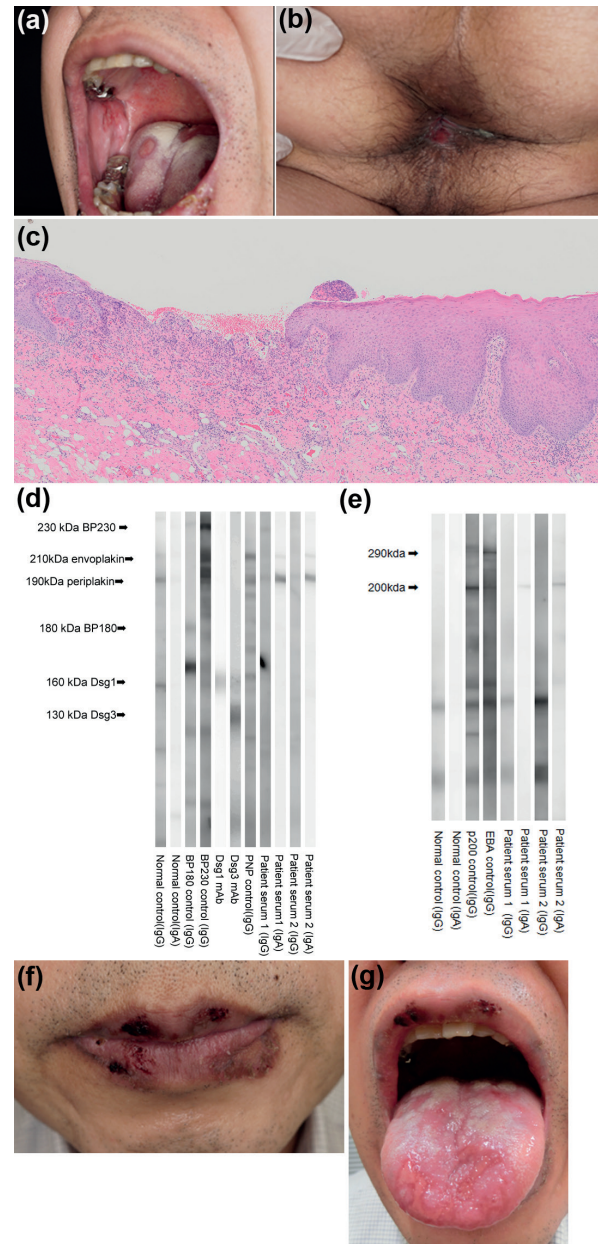 (a)
(b)
(c)
(d)
230 kDa BP230
210kDa envoplakin
190kDa periplakin
180 kDa BP180
160 kDa Dsg1
130 kDa Dsg3
Normal control(IgG)
Normal control(IgA)
BP180 control (IgG)
BP230 control (IgG)
Dsg1 mAb
Dsg3 mAb
PNP control(IgG)
Patient serum 1 (IgG)
Patient serum1 (IgA)
Patient serum 2 (IgG)
Patient serum 2 (IgA)
(e)
290kda
200kda
Normal control (IgG)
Normal control (IgA)
p200 control(IgG)
EBA control(IgG)
Patient serum 1 (IgG)
Patient serum 1 (IgA)
Patient serum 2 (IgG)
Patient serum 2 (IgA)
(f)
(g)